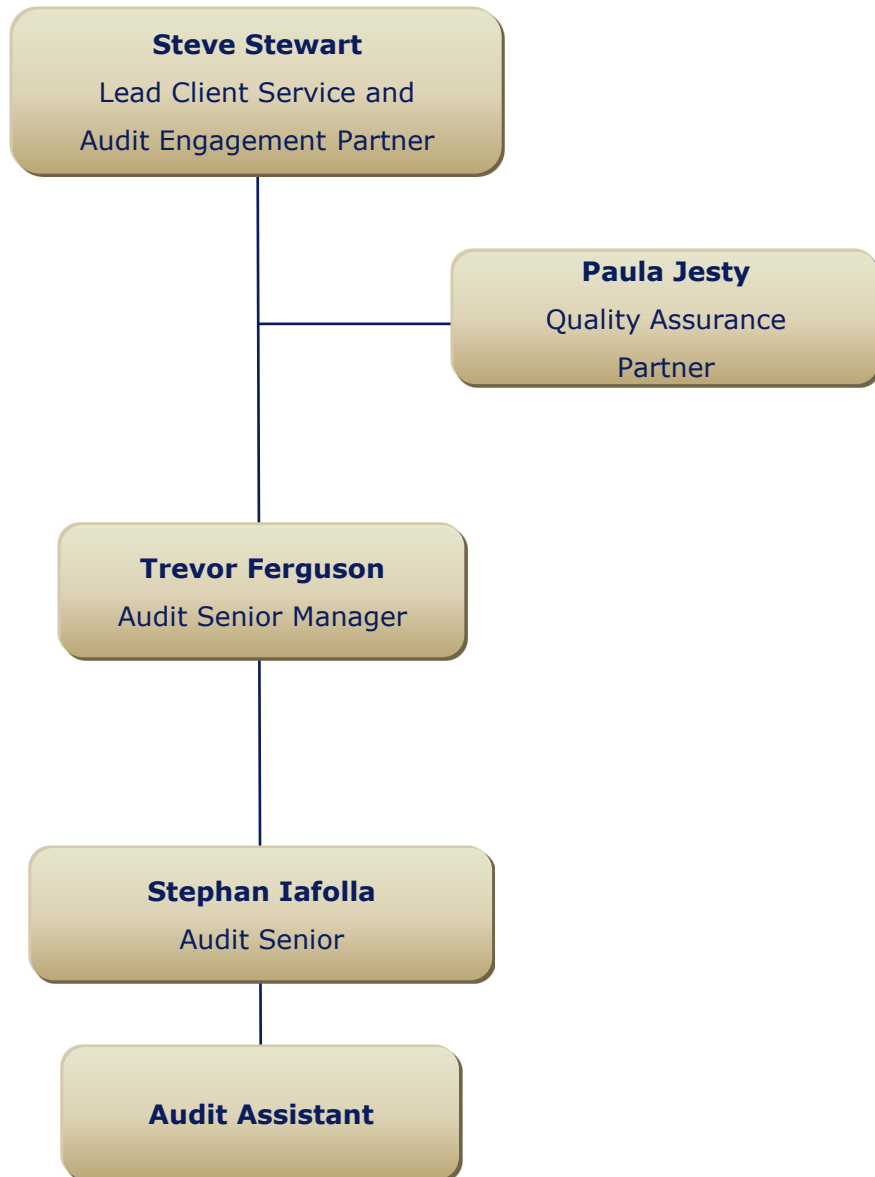 Steve Stewart
Lead Client Service and
Audit Engagement Partner
Paula Jesty
Quality Assurance
Partner
Trevor Ferguson
Audit Senior Manager
Stephan Iafolla
Audit Senior
Audit Assistant